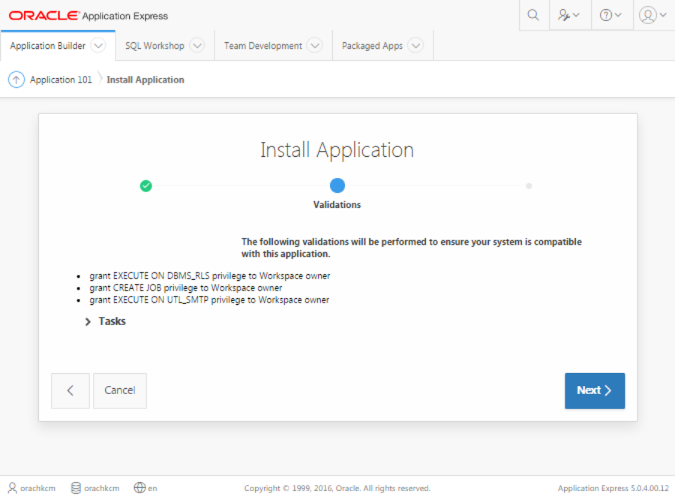 ORACLE Application Express
Application Builder
SQL Workshop
Team Development
Packaged Apps
Application 101
Install Application
Install Application
Validations
The following validations will be performed to ensure your system is compatible
with this application.
• grant EXECUTE ON DBMS_RLS privilege to Workspace owner
• grant CREATE JOB privilege to Workspace owner
• grant EXECUTE ON UTL_SMTP privilege to Workspace owner
Tasks
Cancel
Next
orachkcm
orachkcm
en
Copyright © 1999, 2016, Oracle. All rights reserved.
Application Express 5.0.4.00.12